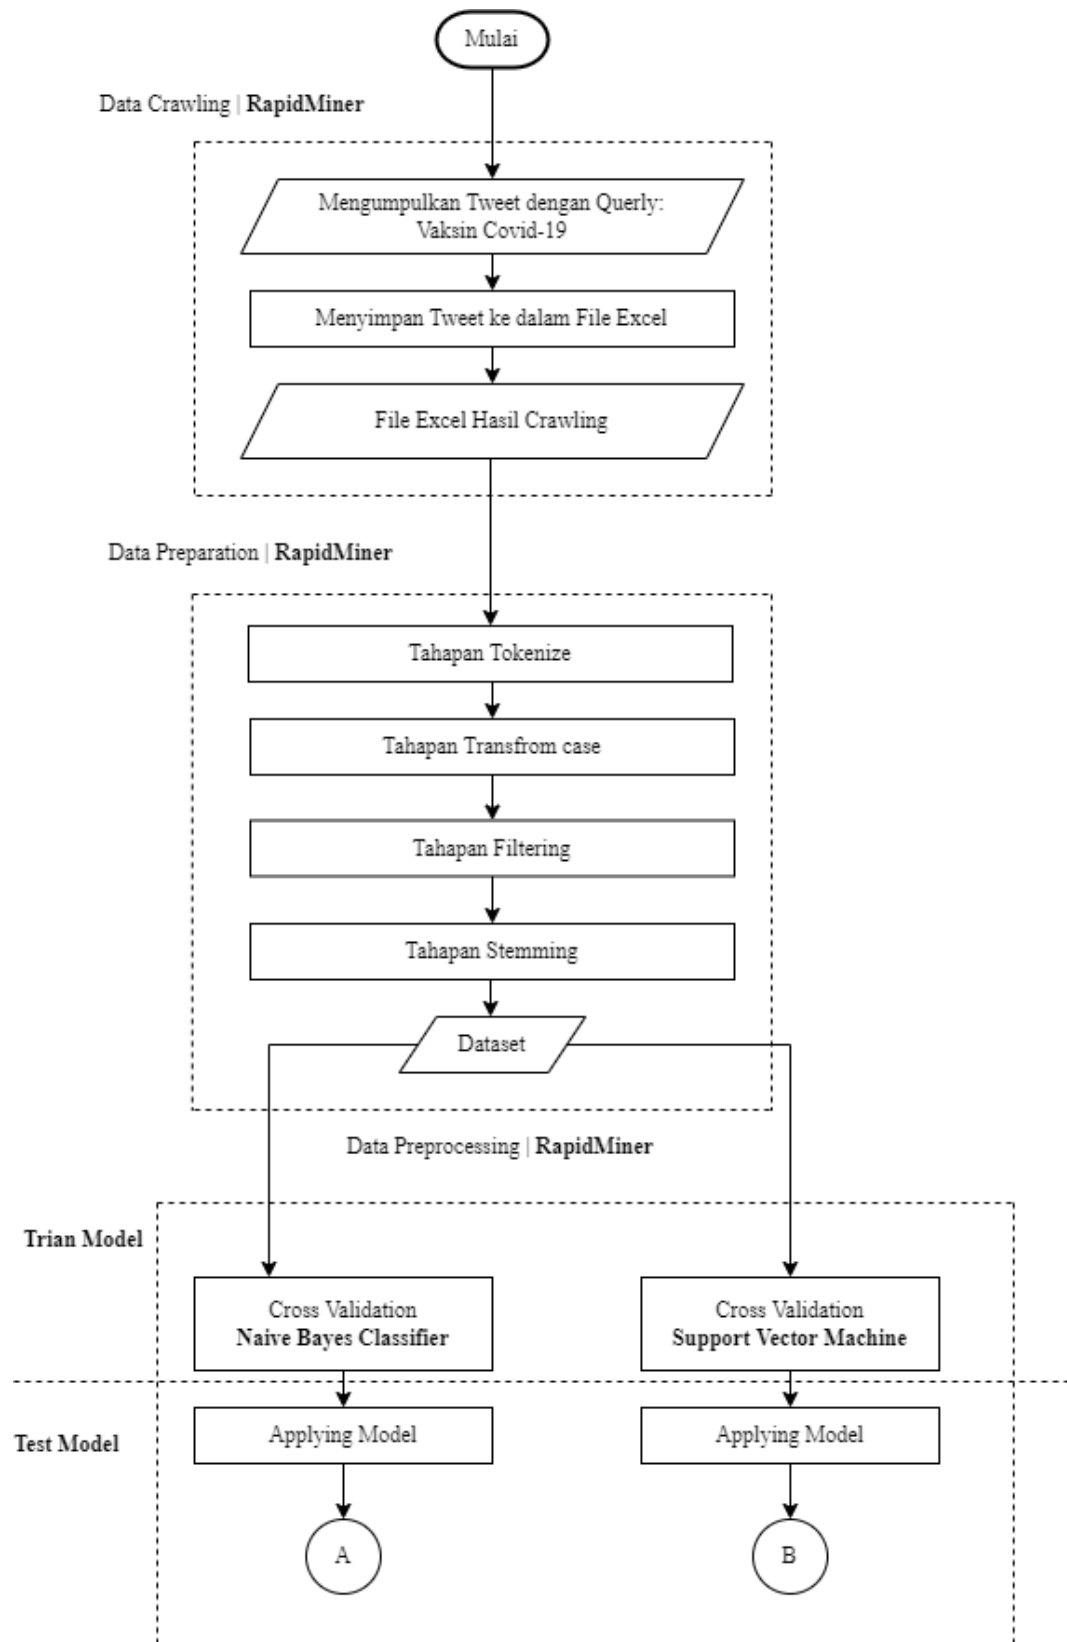 Mulai
Data Crawling | RapidMiner
Mengumpulkan Tweet dengan Querly:
Vaksin Covid-19
Menyimpan Tweet ke dalam File Excel
File Excel Hasil Crawling
Data Preparation | RapidMiner
Tahapan Tokenize
Tahapan Transfrom case
Tahapan Filtering
Tahapan Stemming
Dataset
Data Preprocessing | RapidMiner
Trian Model
Cross Validation
Naive Bayes Classifier
Cross Validation
Support Vector Machine
Test Model
Applying Model
Applying Model
A
B